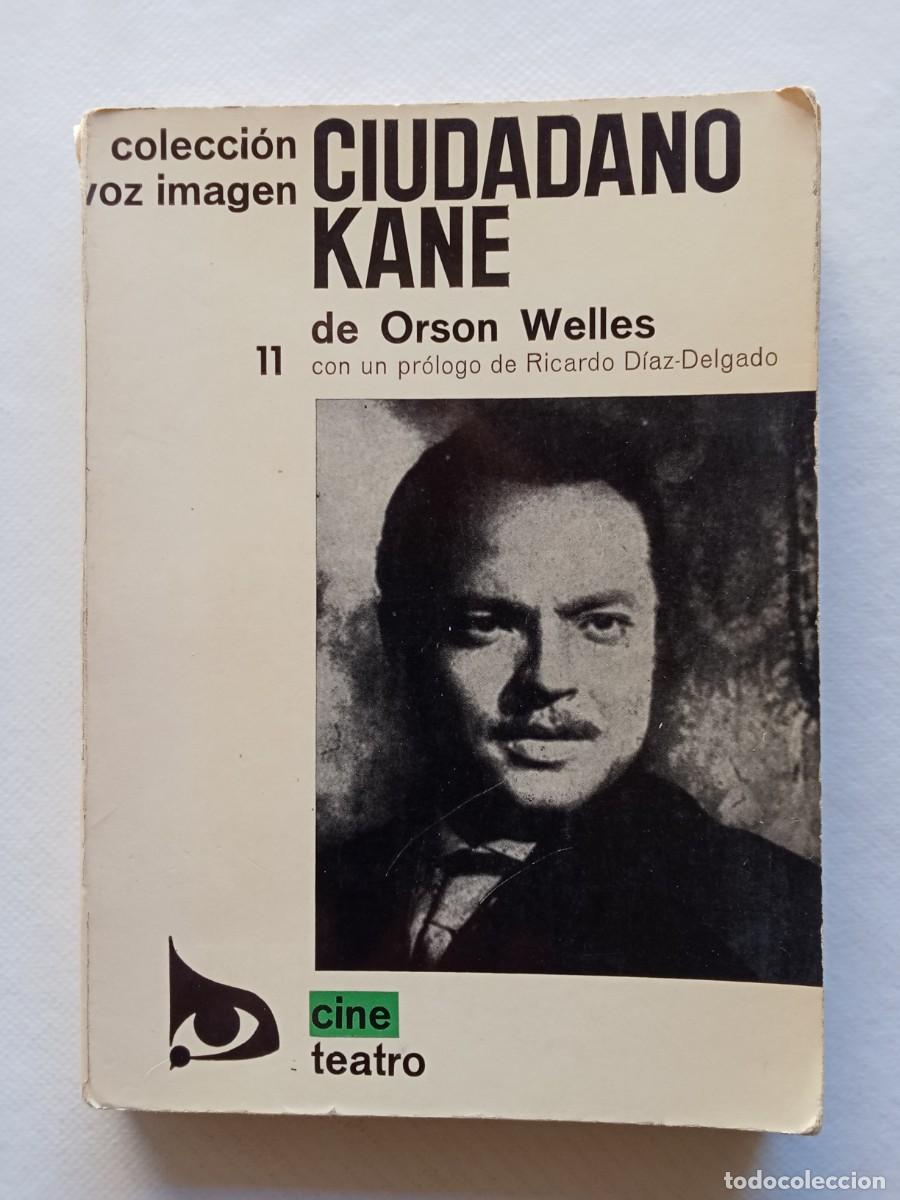 colección
voz imagen
CIUDADANO
KANE
de Orson Welles
11
con un prólogo de Ricardo Díaz-Delgado
cine
teatro
todocoleccion